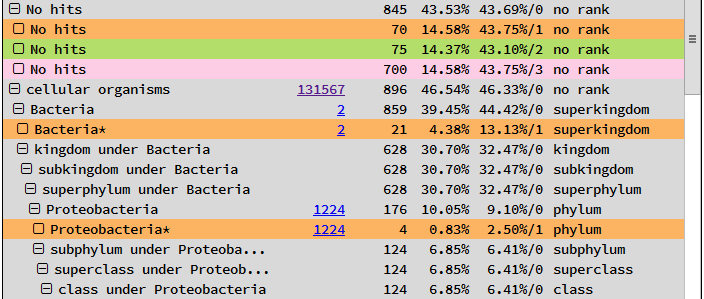 No hits 845 43.53% 43.69%/0 no rank
No hits 70 14.58% 43.75%/1 no rank
No hits 75 14.37% 43.10%/2 no rank
No hits 700 14.58% 43.75%/3 no rank
cellular organisms 131567 896 46.54% 46.33%/0 no rank
Bacteria 2 859 39.45% 44.42%/0 superkingdom
Bacteria* 2 21 4.38% 13.13%/1 superkingdom
kingdom under Bacteria 628 30.70% 32.47%/0 kingdom
subkingdom under Bacteria 628 30.70% 32.47%/0 subkingdom
superphylum under Bacteria 628 30.70% 32.47%/0 superphylum
Proteobacteria 1224 176 10.05% 9.10%/0 phylum
Proteobacteria* 1224 4 0.83% 2.50%/1 phylum
subphylum under Proteoba... 124 6.85% 6.41%/0 subphylum
superclass under Proteob... 124 6.85% 6.41%/0 superclass
class under Proteobacteria 124 6.85% 6.41%/0 class